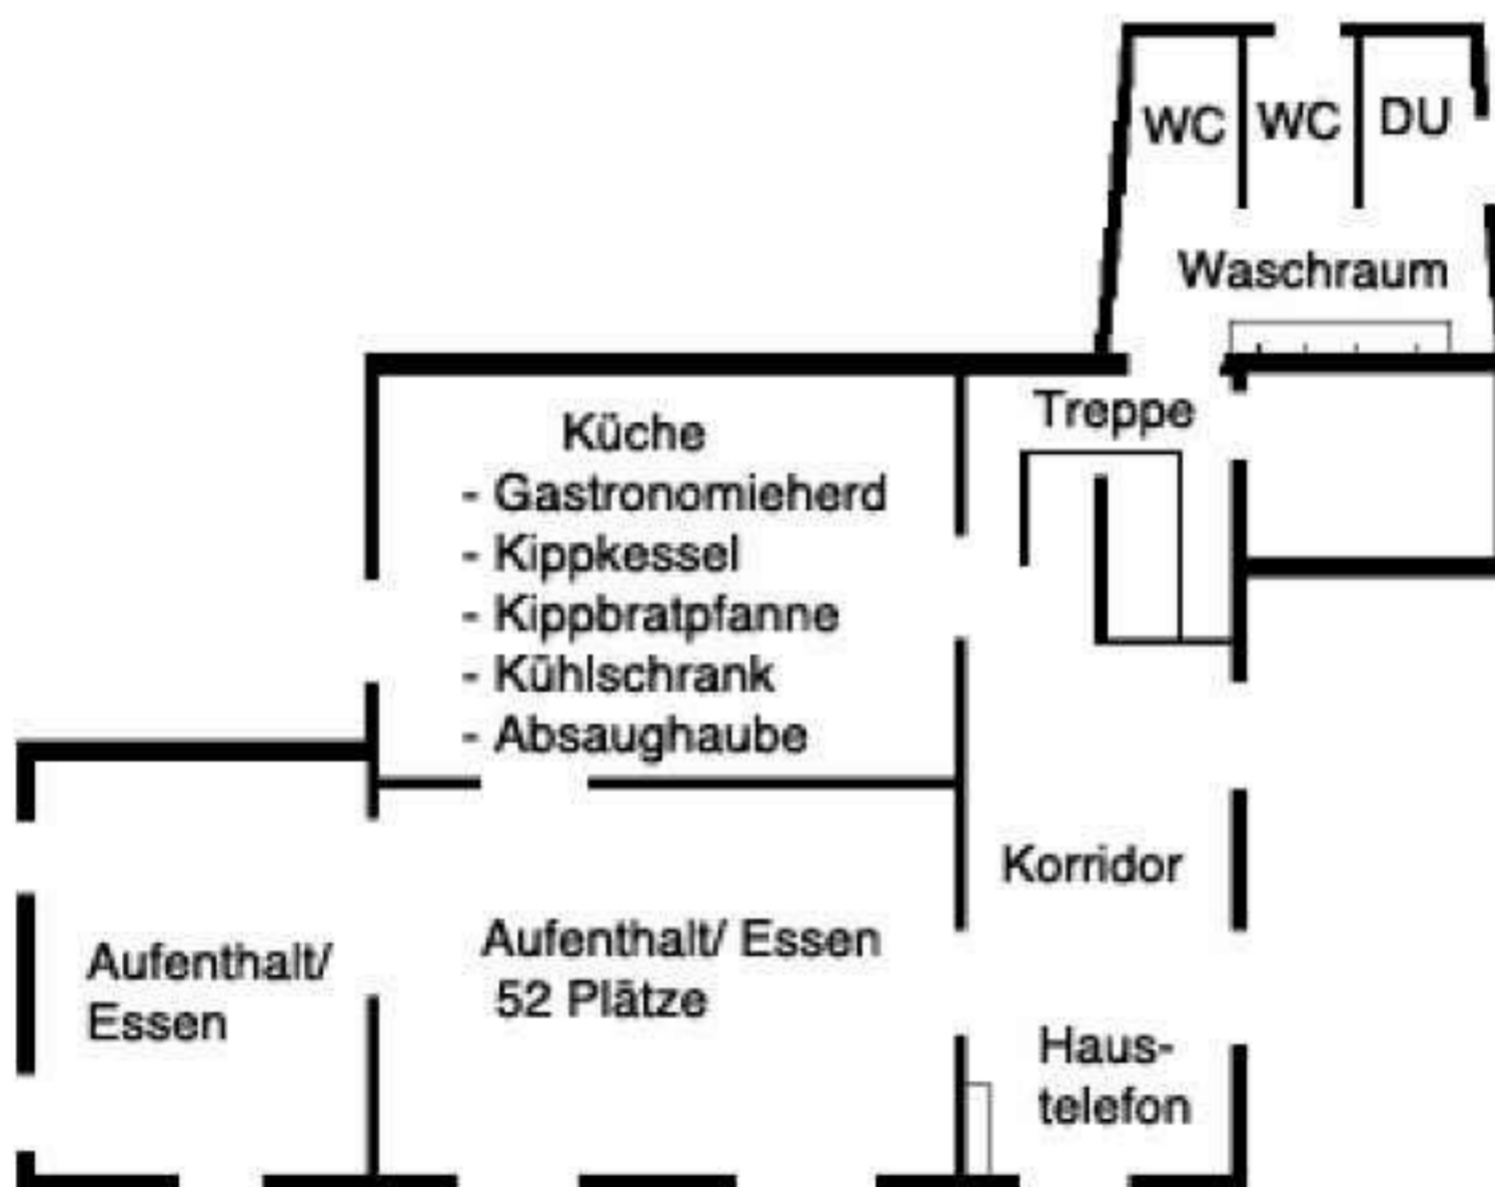 WC WC DU
Waschraum
Treppe
Küche
- Gastronomieherd
- Kippkessel
- Kippbratpfanne
- Kühlschrank
- Absaughaube
Korridor
Aufenthalt/ Essen
52 Plätze
Aufenthalt/
Essen
Haus-
telefon